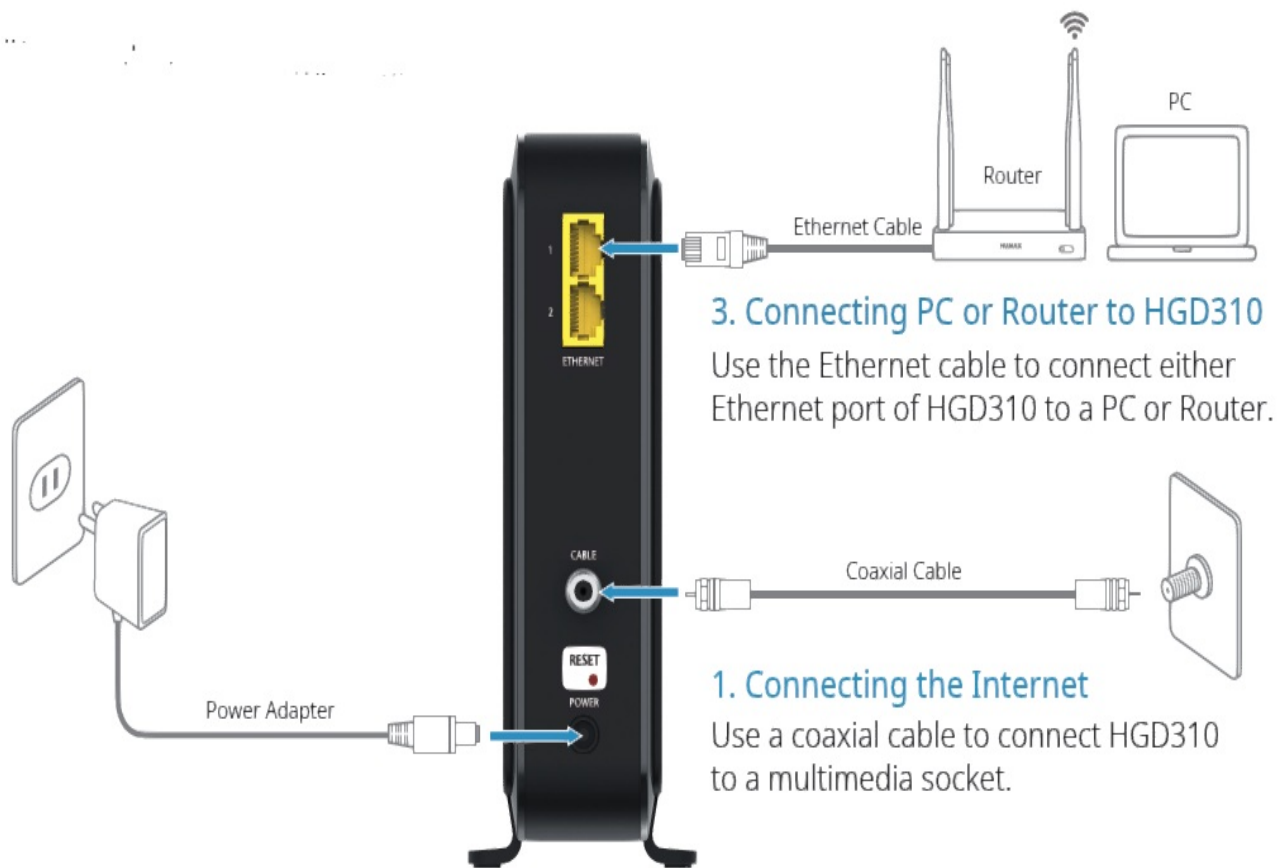 PC
Router
Ethernet Cable
HUMAX
1
2
ETHERNET
3. Connecting PC or Router to HGD310
Use the Ethernet cable to connect either
Ethernet port of HGD310 to a PC or Router.
CABLE
Coaxial Cable
RESET
POWER
Power Adapter
1. Connecting the Internet
Use a coaxial cable to connect HGD310
to a multimedia socket.